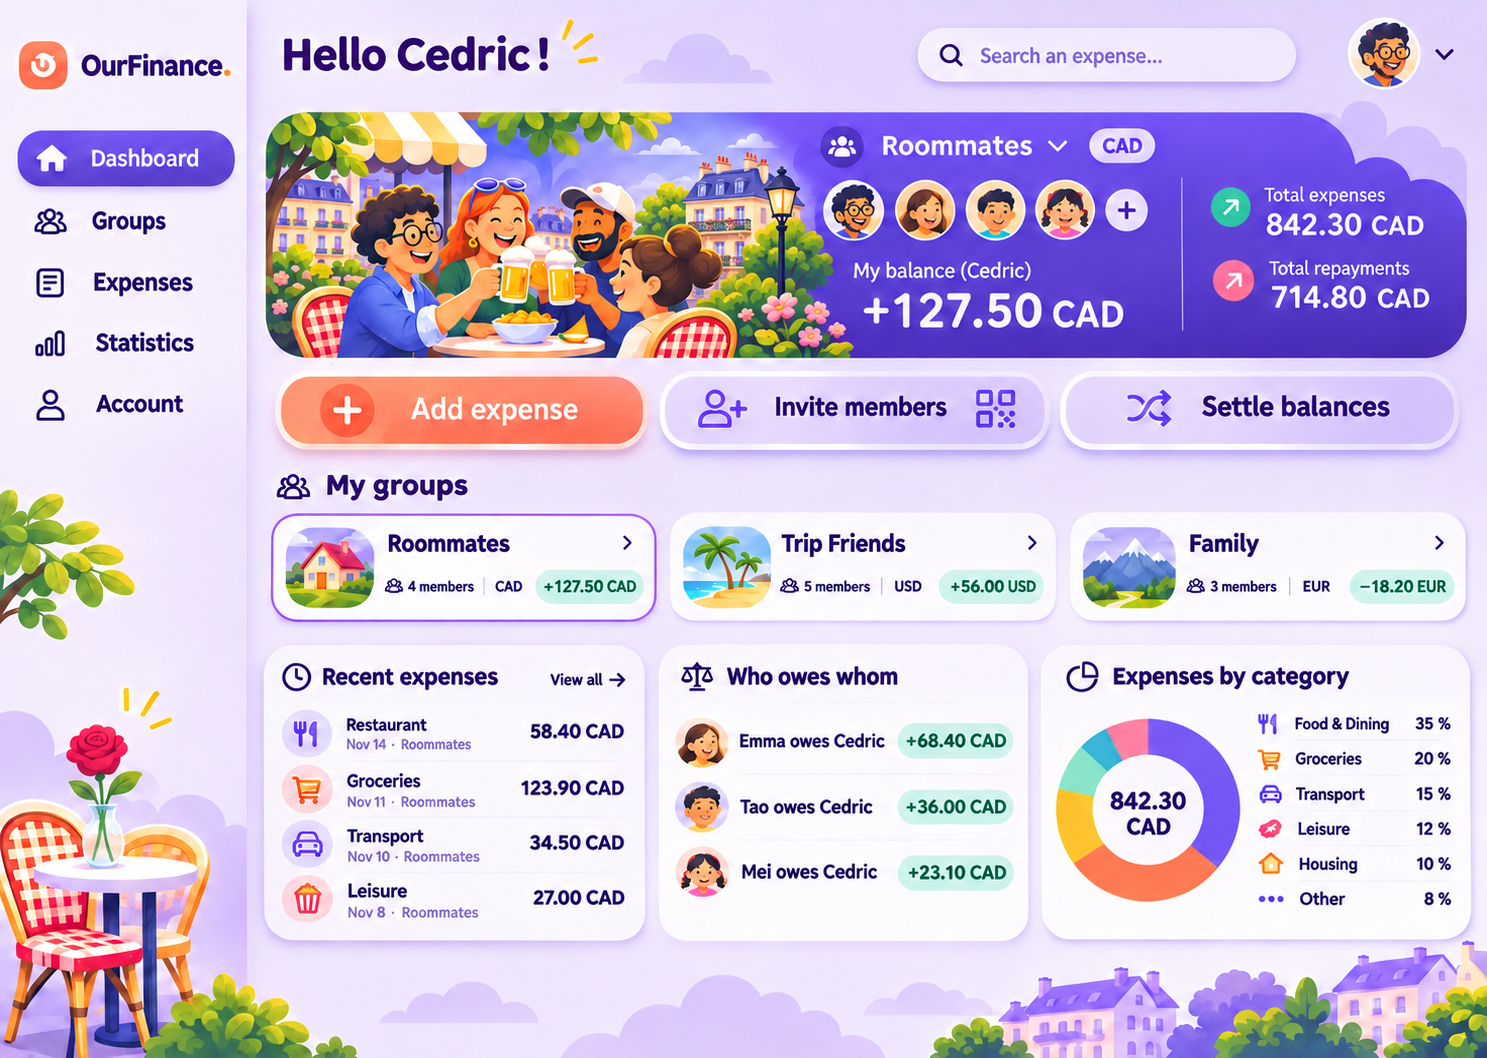 OurFinance.
Dashboard
Groups
Expenses
Statistics
Account
Hello Cedric !
Search an expense...
Roommates
CAD
My balance (Cedric)
+127.50 CAD
Total expenses
842.30 CAD
Total repayments
714.80 CAD
Add expense
Invite members
Settle balances
My groups
Roommates
4 members
CAD
+127.50 CAD
Trip Friends
5 members
USD
+56.00 USD
Family
3 members
EUR
−18.20 EUR
Recent expenses
View all →
Restaurant
Nov 14 · Roommates
58.40 CAD
Groceries
Nov 11 · Roommates
123.90 CAD
Transport
Nov 10 · Roommates
34.50 CAD
Leisure
Nov 8 · Roommates
27.00 CAD
Who owes whom
Emma owes Cedric
+68.40 CAD
Tao owes Cedric
+36.00 CAD
Mei owes Cedric
+23.10 CAD
Expenses by category
842.30
CAD
Food & Dining 35 %
Groceries 20 %
Transport 15 %
Leisure 12 %
Housing 10 %
Other 8 %